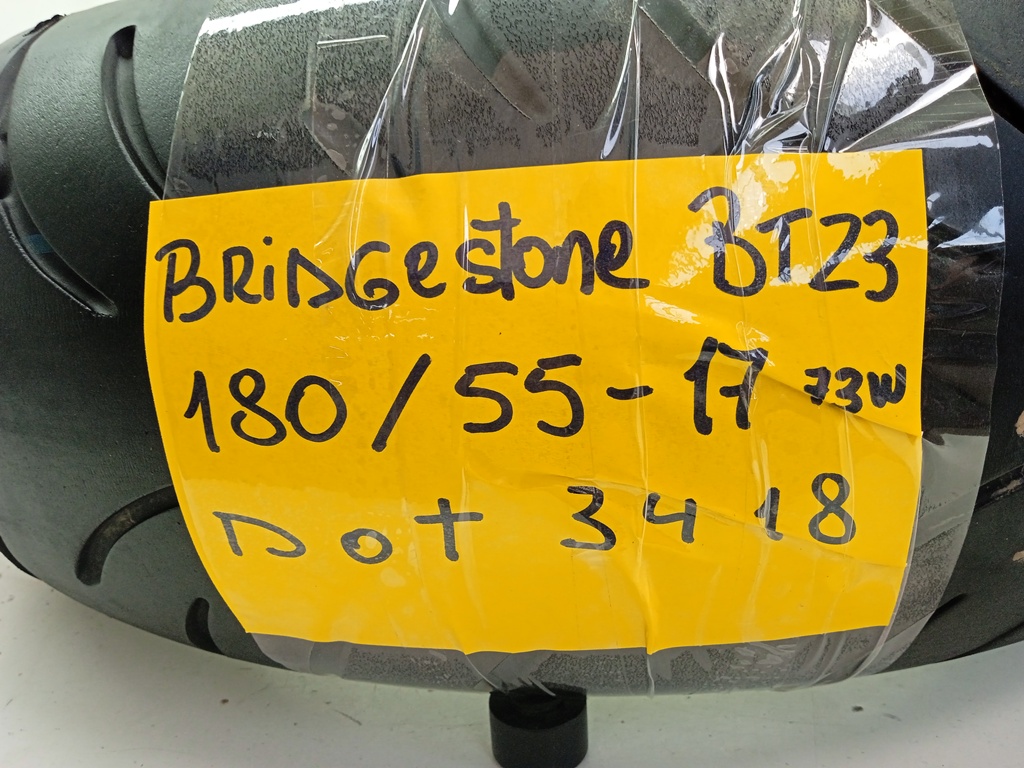 BRiDGestone BT23
180/55-17 73W
Dot 3418